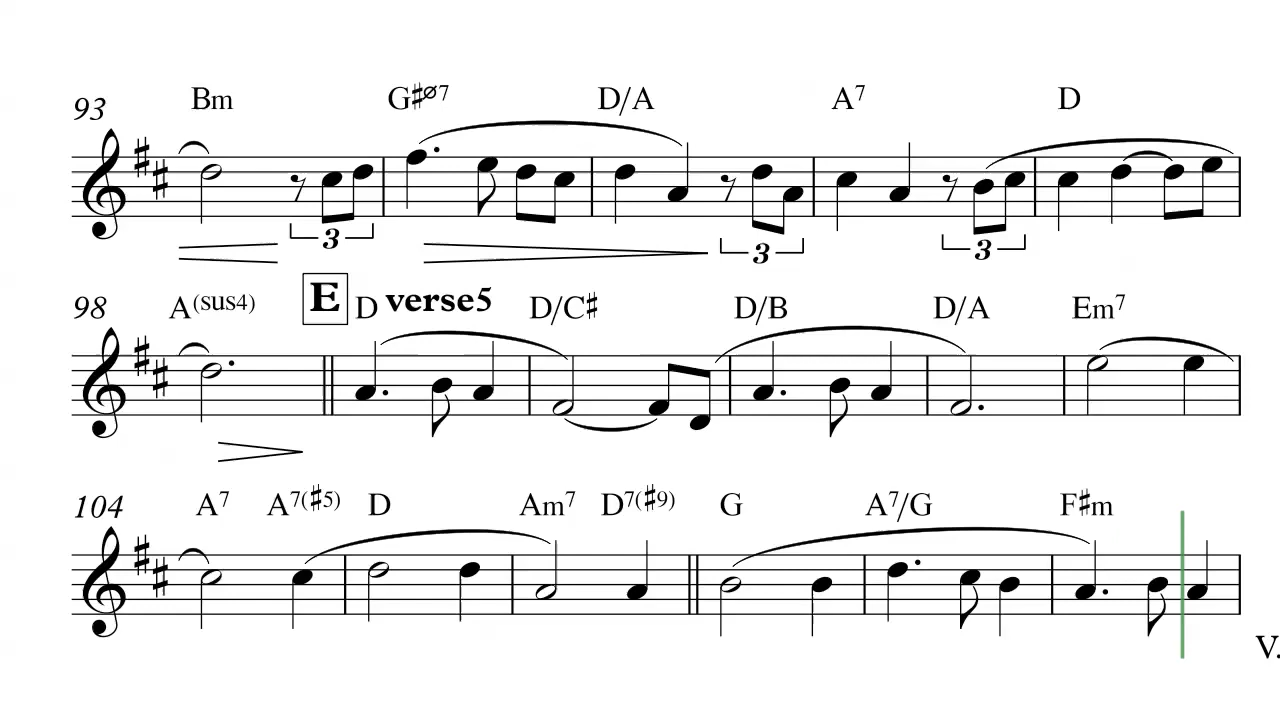 93 Bm G♯ø7 D/A A7 D
3 3 3
98 A(sus4) E D verse5 D/C♯ D/B D/A Em7
104 A7 A7(♯5) D Am7 D7(♯9) G A7/G F♯m
V.